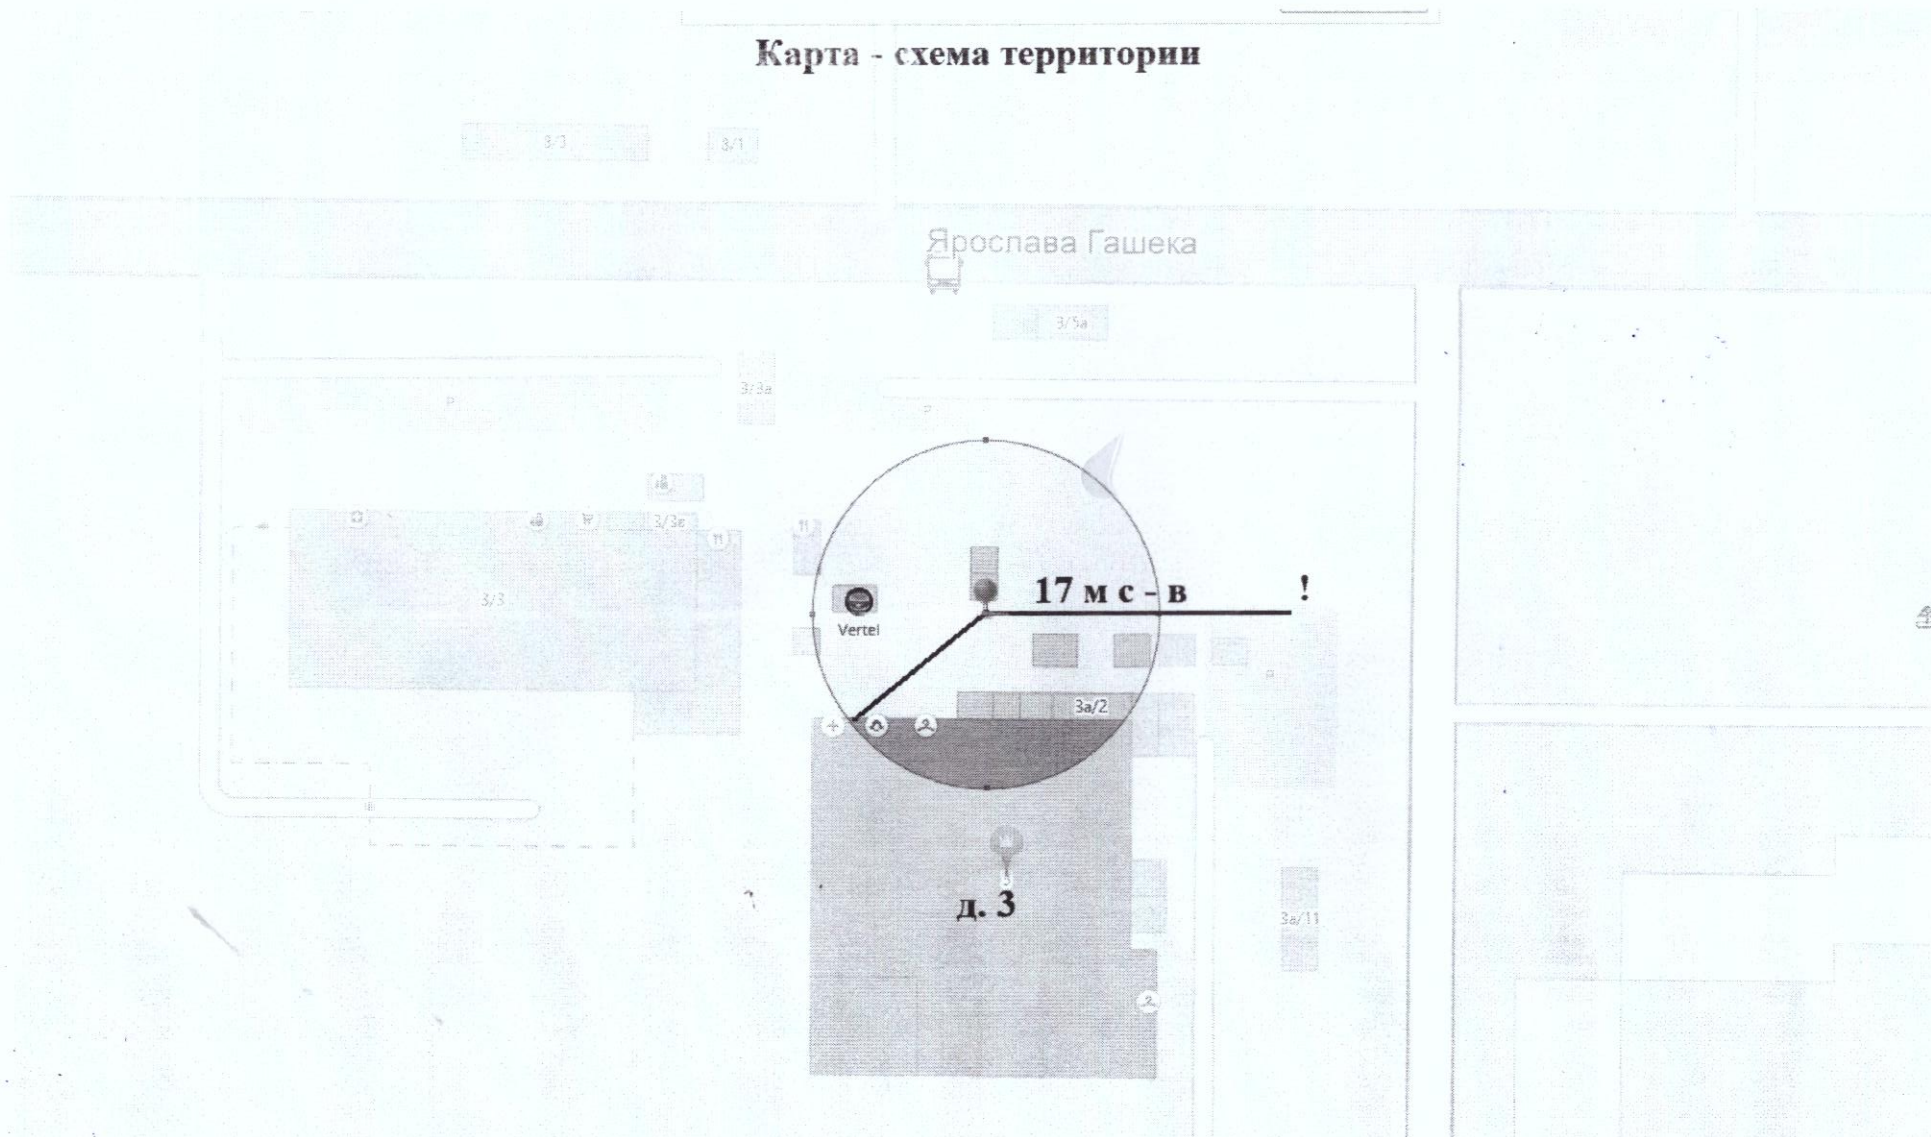 Карта - схема территории
3/3
3/1
Ярослава Гашека
3/5а
3/3а
P
P
3/3в
3/3
17 м с - в !
Vertel
3а/2
д. 3
3а/11